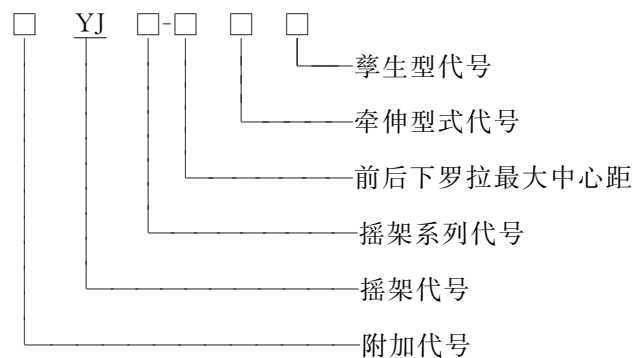 □ YJ □-□ □ □
孳生型代号
牵伸型式代号
前后下罗拉最大中心距
摇架系列代号
摇架代号
附加代号